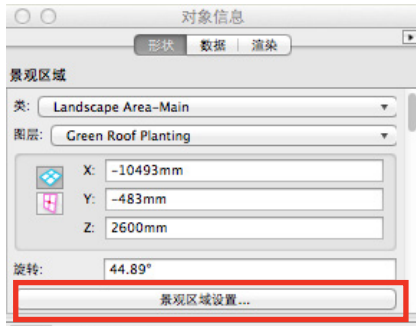 对象信息
形状 数据 渲染
景观区域
类: Landscape Area-Main
图层: Green Roof Planting
X: -10493mm
Y: -483mm
Z: 2600mm
旋转: 44.89°
景观区域设置...